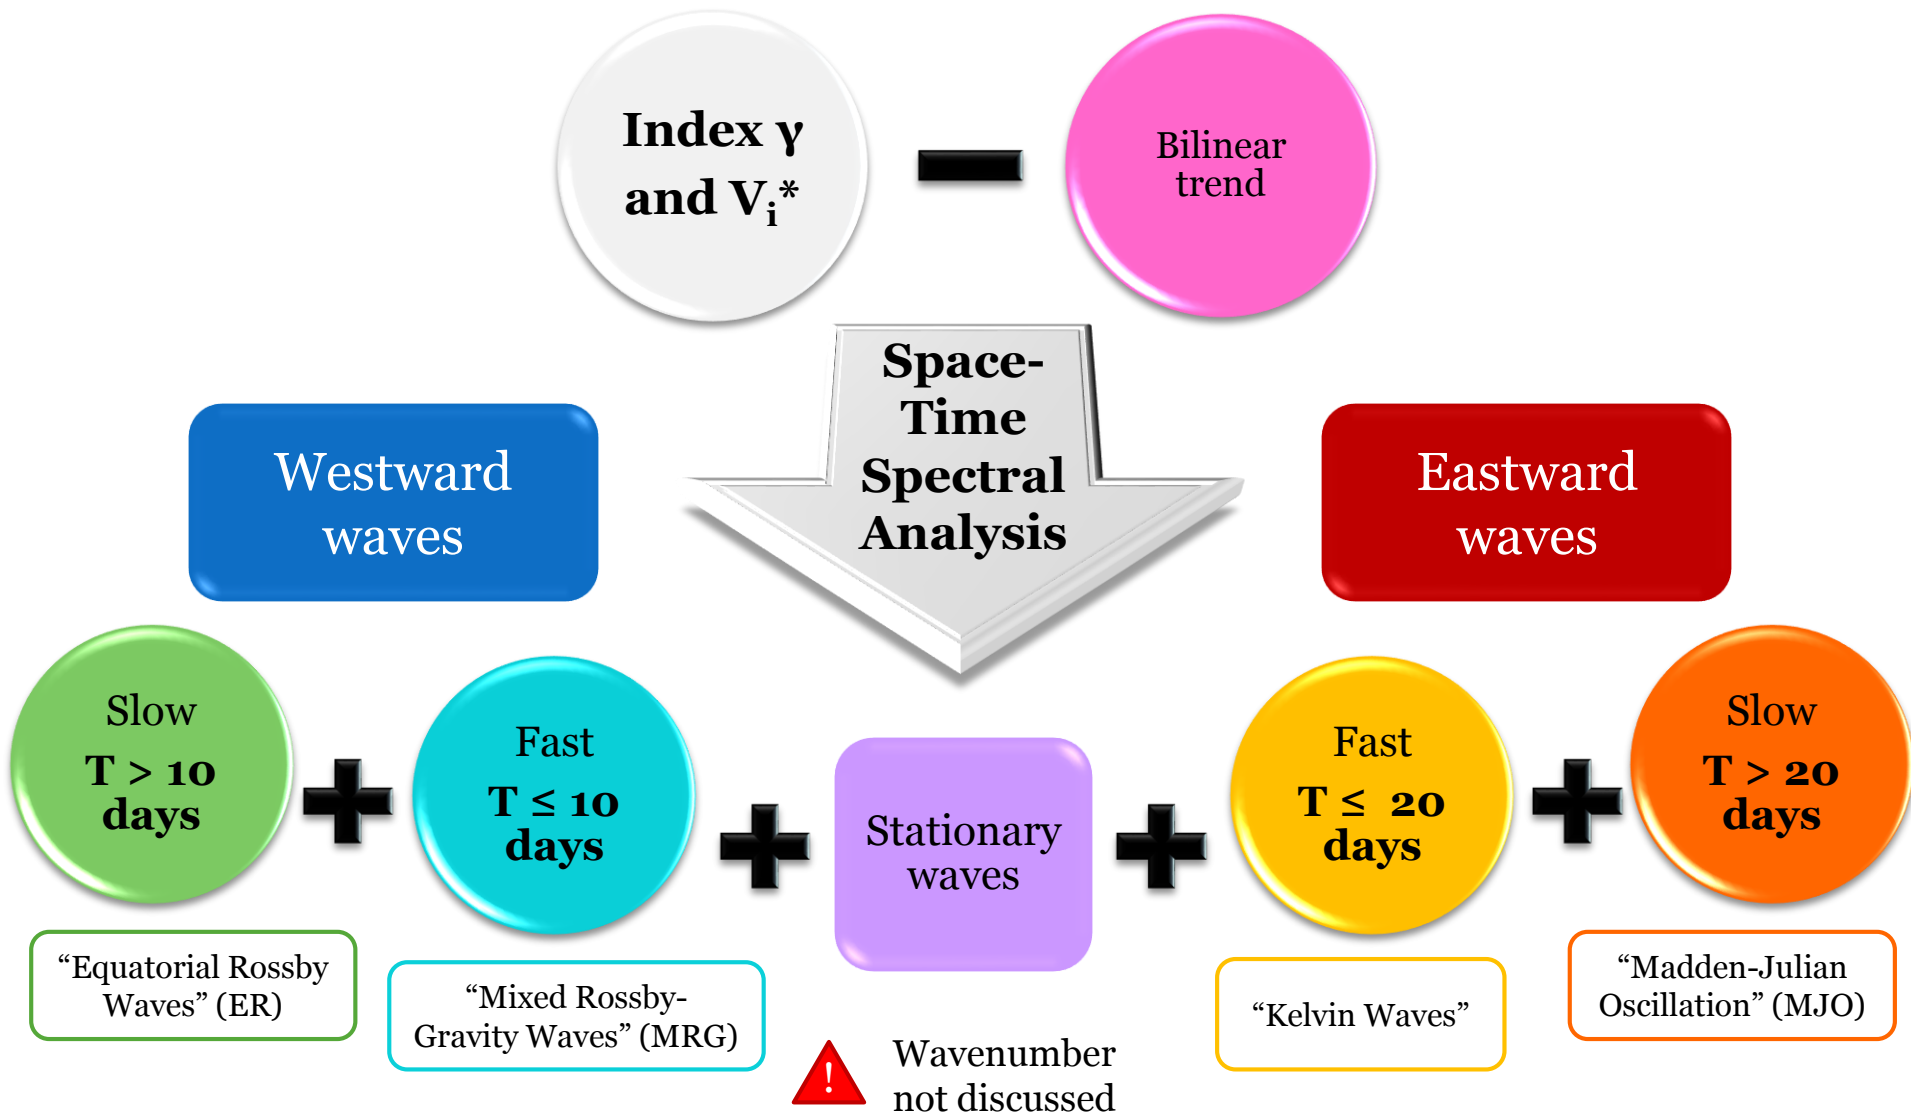 Index γ
and Vᵢ*
Bilinear
trend
Space-
Time
Spectral
Analysis
Westward
waves
Eastward
waves
Slow
T > 10
days
Fast
T ≤ 10
days
Stationary
waves
Fast
T ≤ 20
days
Slow
T > 20
days
“Equatorial Rossby
Waves” (ER)
“Mixed Rossby-
Gravity Waves” (MRG)
“Kelvin Waves”
“Madden-Julian
Oscillation” (MJO)
!
Wavenumber
not discussed